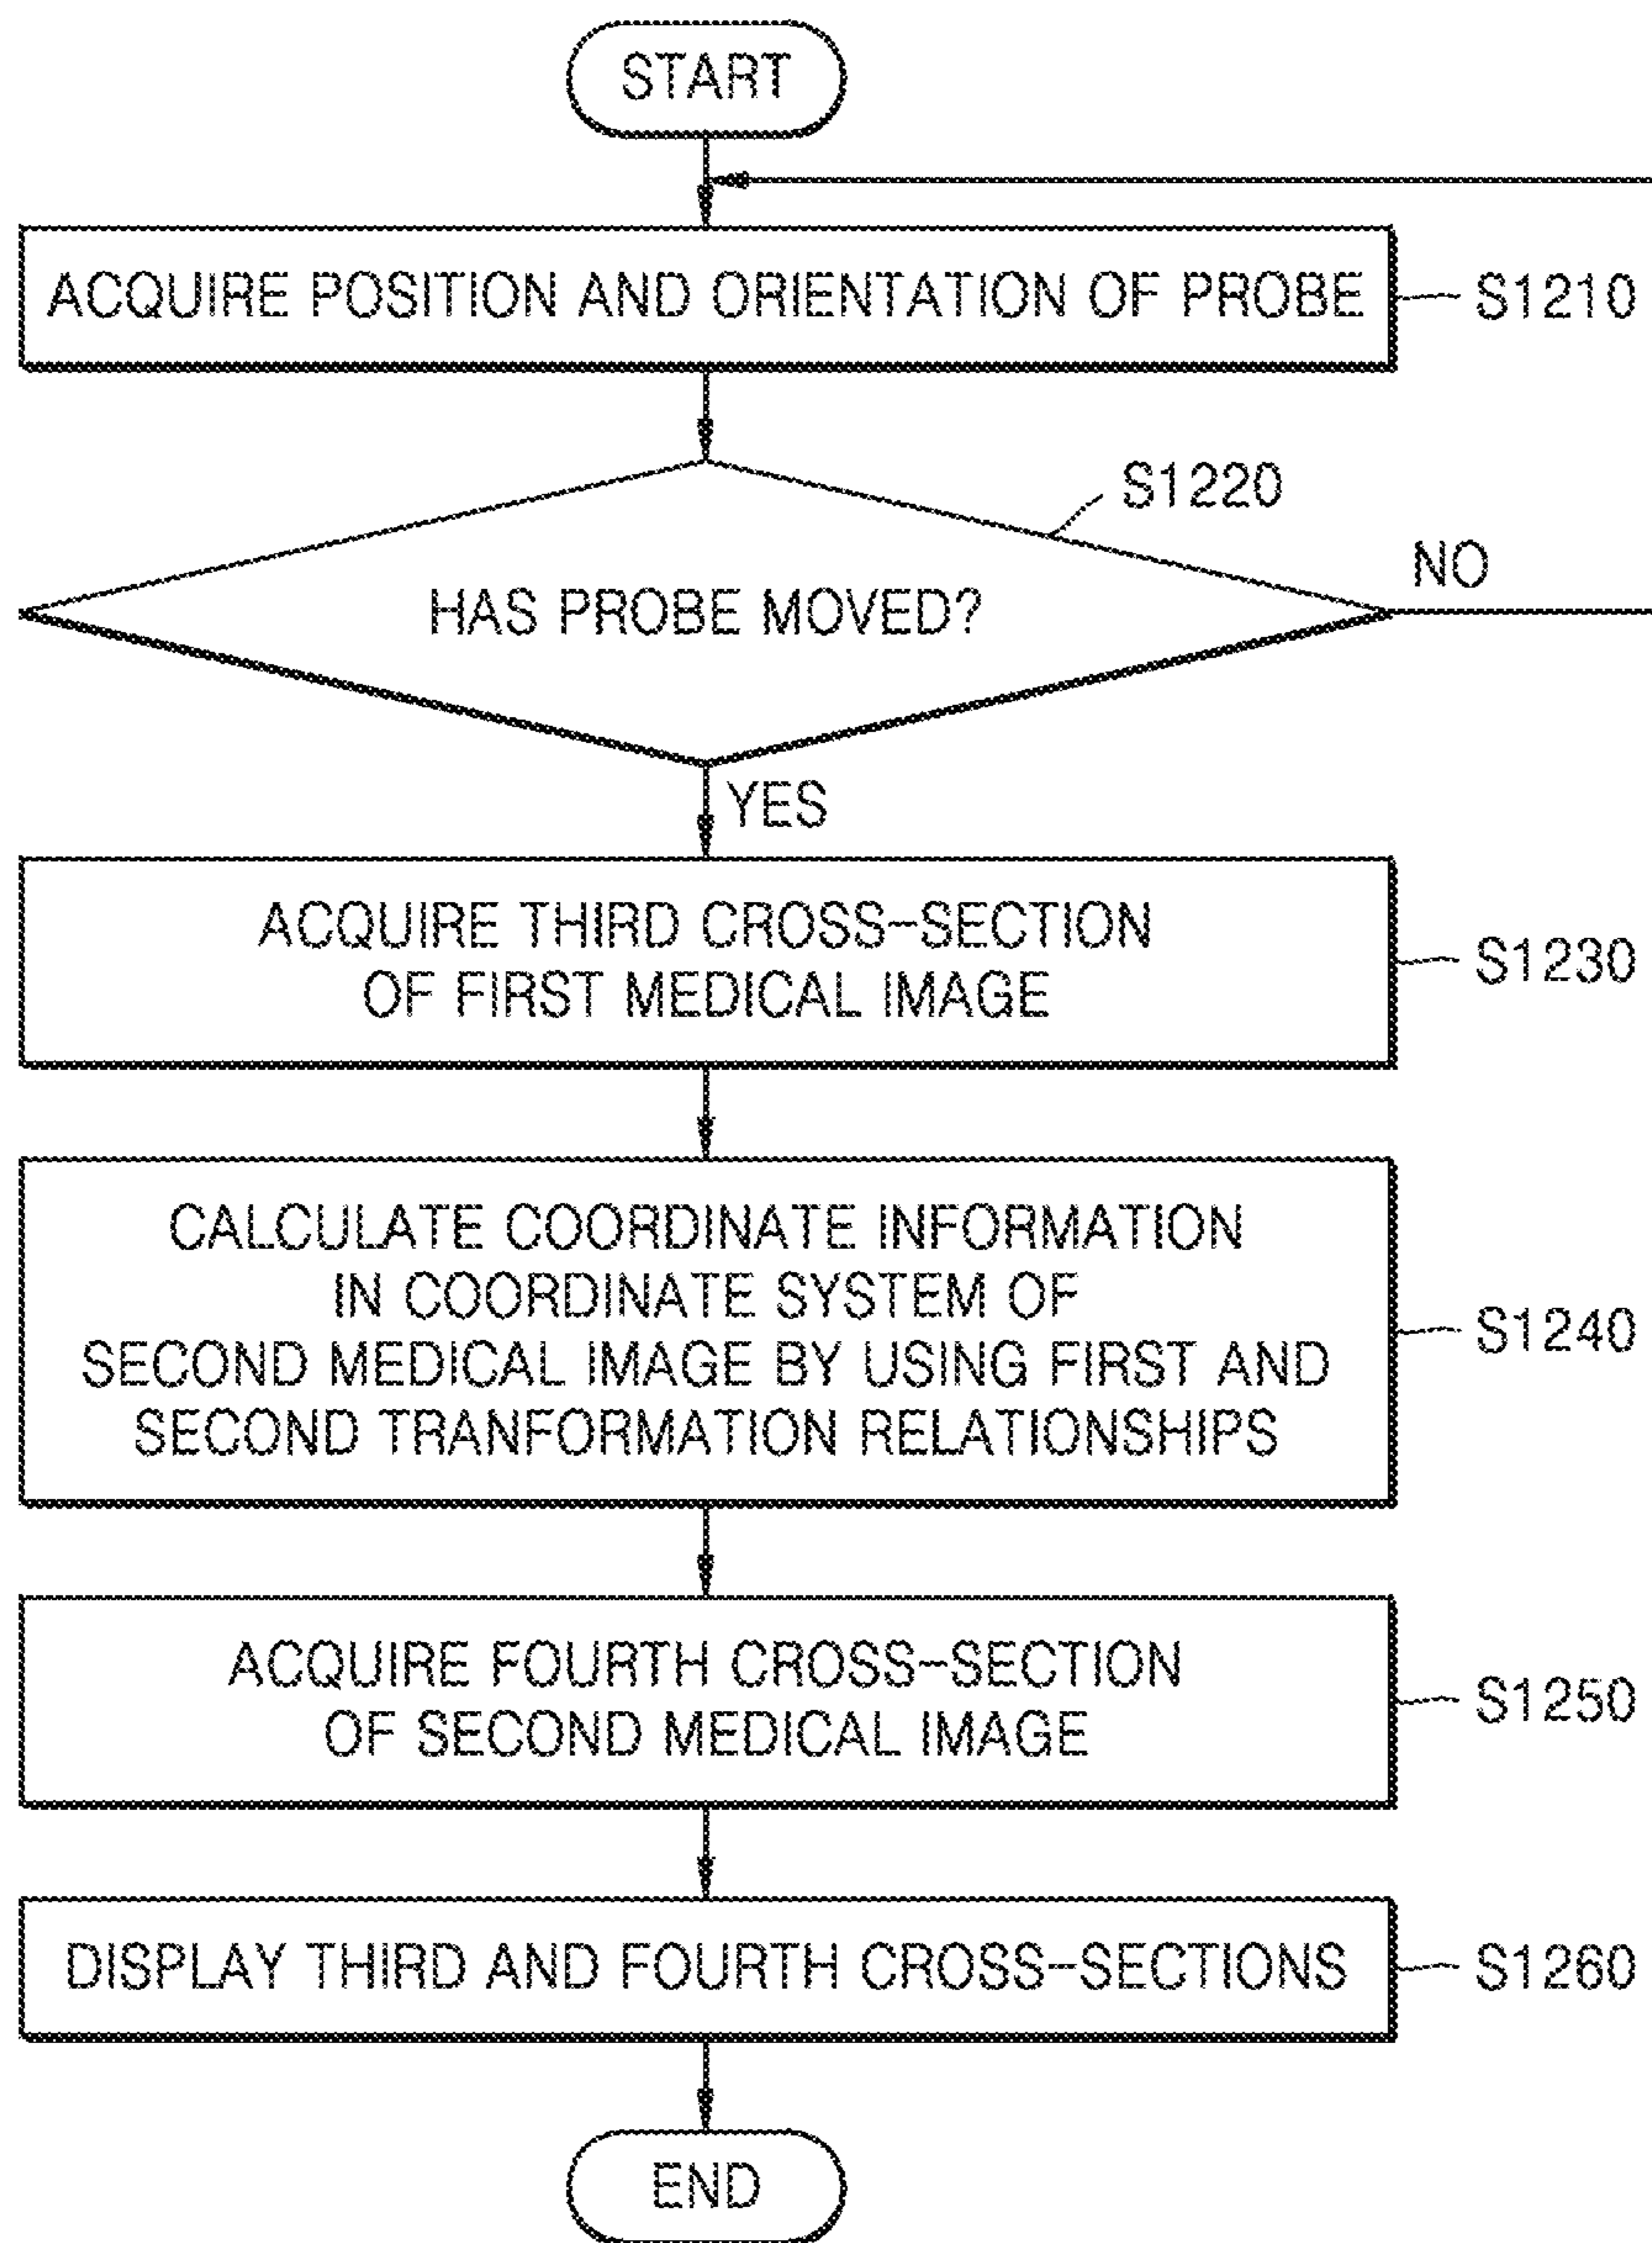 START
ACQUIRE POSITION AND ORIENTATION OF PROBE
S1210
S1220
HAS PROBE MOVED?
NO
YES
ACQUIRE THIRD CROSS-SECTION
OF FIRST MEDICAL IMAGE
S1230
CALCULATE COORDINATE INFORMATION
IN COORDINATE SYSTEM OF
SECOND MEDICAL IMAGE BY USING FIRST AND
SECOND TRANFORMATION RELATIONSHIPS
S1240
ACQUIRE FOURTH CROSS-SECTION
OF SECOND MEDICAL IMAGE
S1250
DISPLAY THIRD AND FOURTH CROSS-SECTIONS
S1260
END